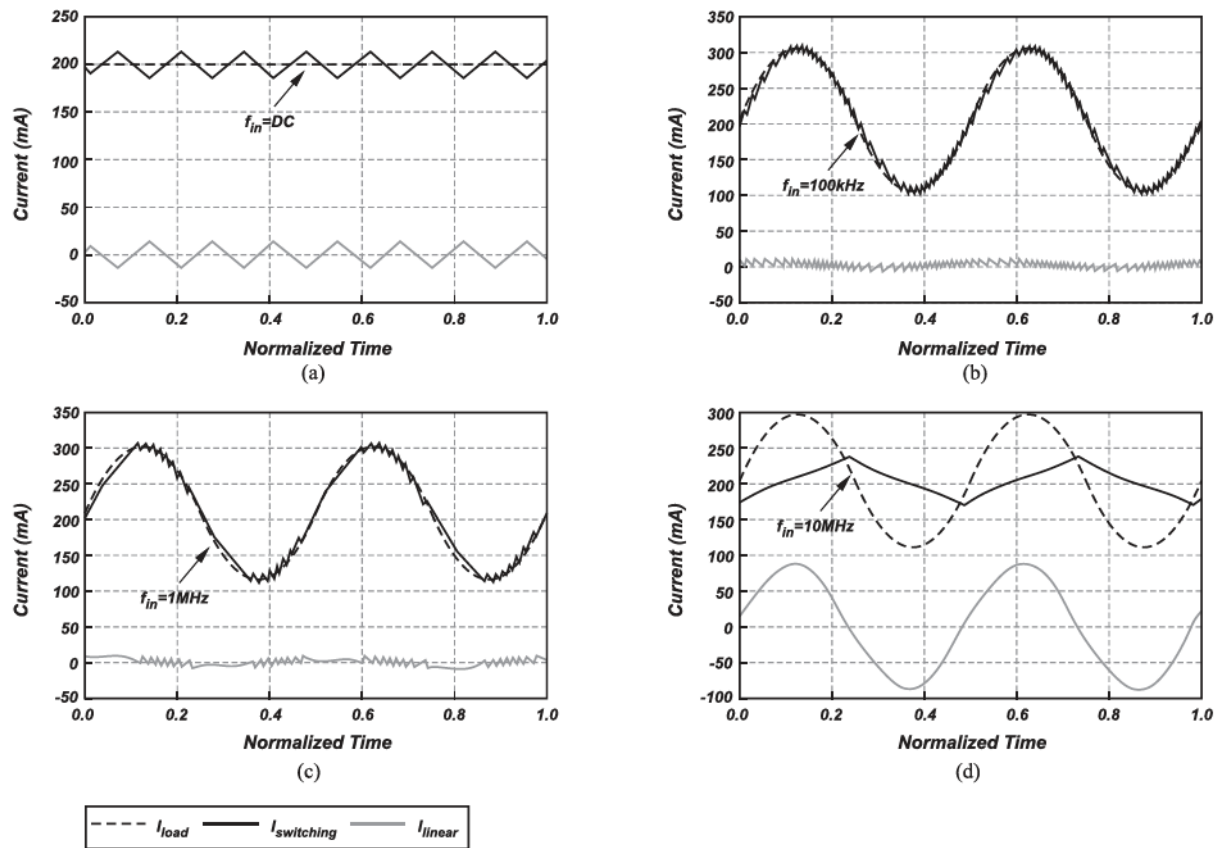 250
200
150
100
50
0
-50
Current (mA)
f_in=DC
0.0 0.2 0.4 0.6 0.8 1.0
Normalized Time
(a)
350
300
250
200
150
100
50
0
-50
Current (mA)
f_in=100kHz
0.0 0.2 0.4 0.6 0.8 1.0
Normalized Time
(b)
350
300
250
200
150
100
50
0
-50
Current (mA)
f_in=1MHz
0.0 0.2 0.4 0.6 0.8 1.0
Normalized Time
(c)
300
250
200
150
100
50
0
-50
-100
Current (mA)
f_in=10MHz
0.0 0.2 0.4 0.6 0.8 1.0
Normalized Time
(d)
I_load I_switching I_linear